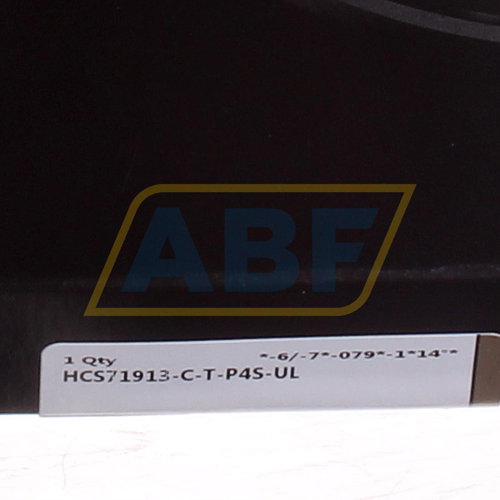 ABF
1 Qty *-6/-7*-079*-1*14**
HCS71913-C-T-P4S-UL